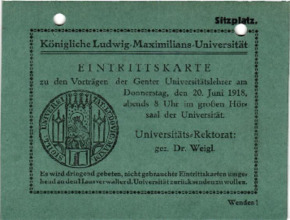 Sitzplatz.
Königliche Ludwig-Maximilians-Universität
EINTRITTSKARTE
zu den Vorträgen der Genter Universitätslehrer am
Donnerstag, den 20. Juni 1918,
abends 8 Uhr im großen Hör-
saal der Universität.
Universitäts-Rektorat:
gez. Dr. Weigl.
Es wird dringend gebeten, nicht gebrauchte Eintrittskarten umge-
hend an den Hausverwalter d. Universität zurücksenden zu wollen.
Wenden!